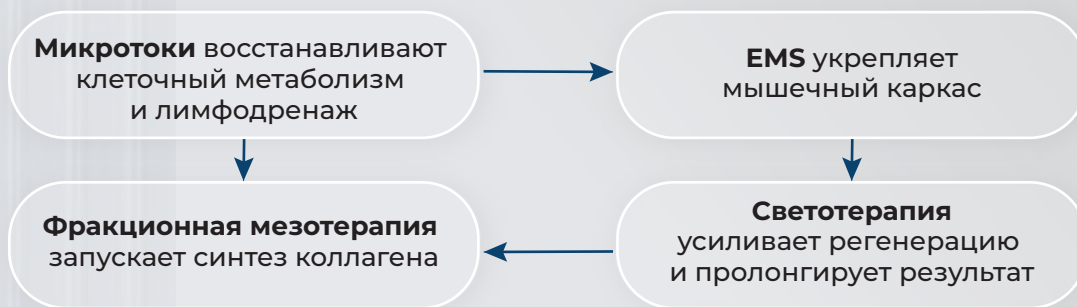 Микротоки восстанавливают
клеточный метаболизм
и лимфодренаж
EMS укрепляет
мышечный каркас
Фракционная мезотерапия
запускает синтез коллагена
Светотерапия
усиливает регенерацию
и пролонгирует результат